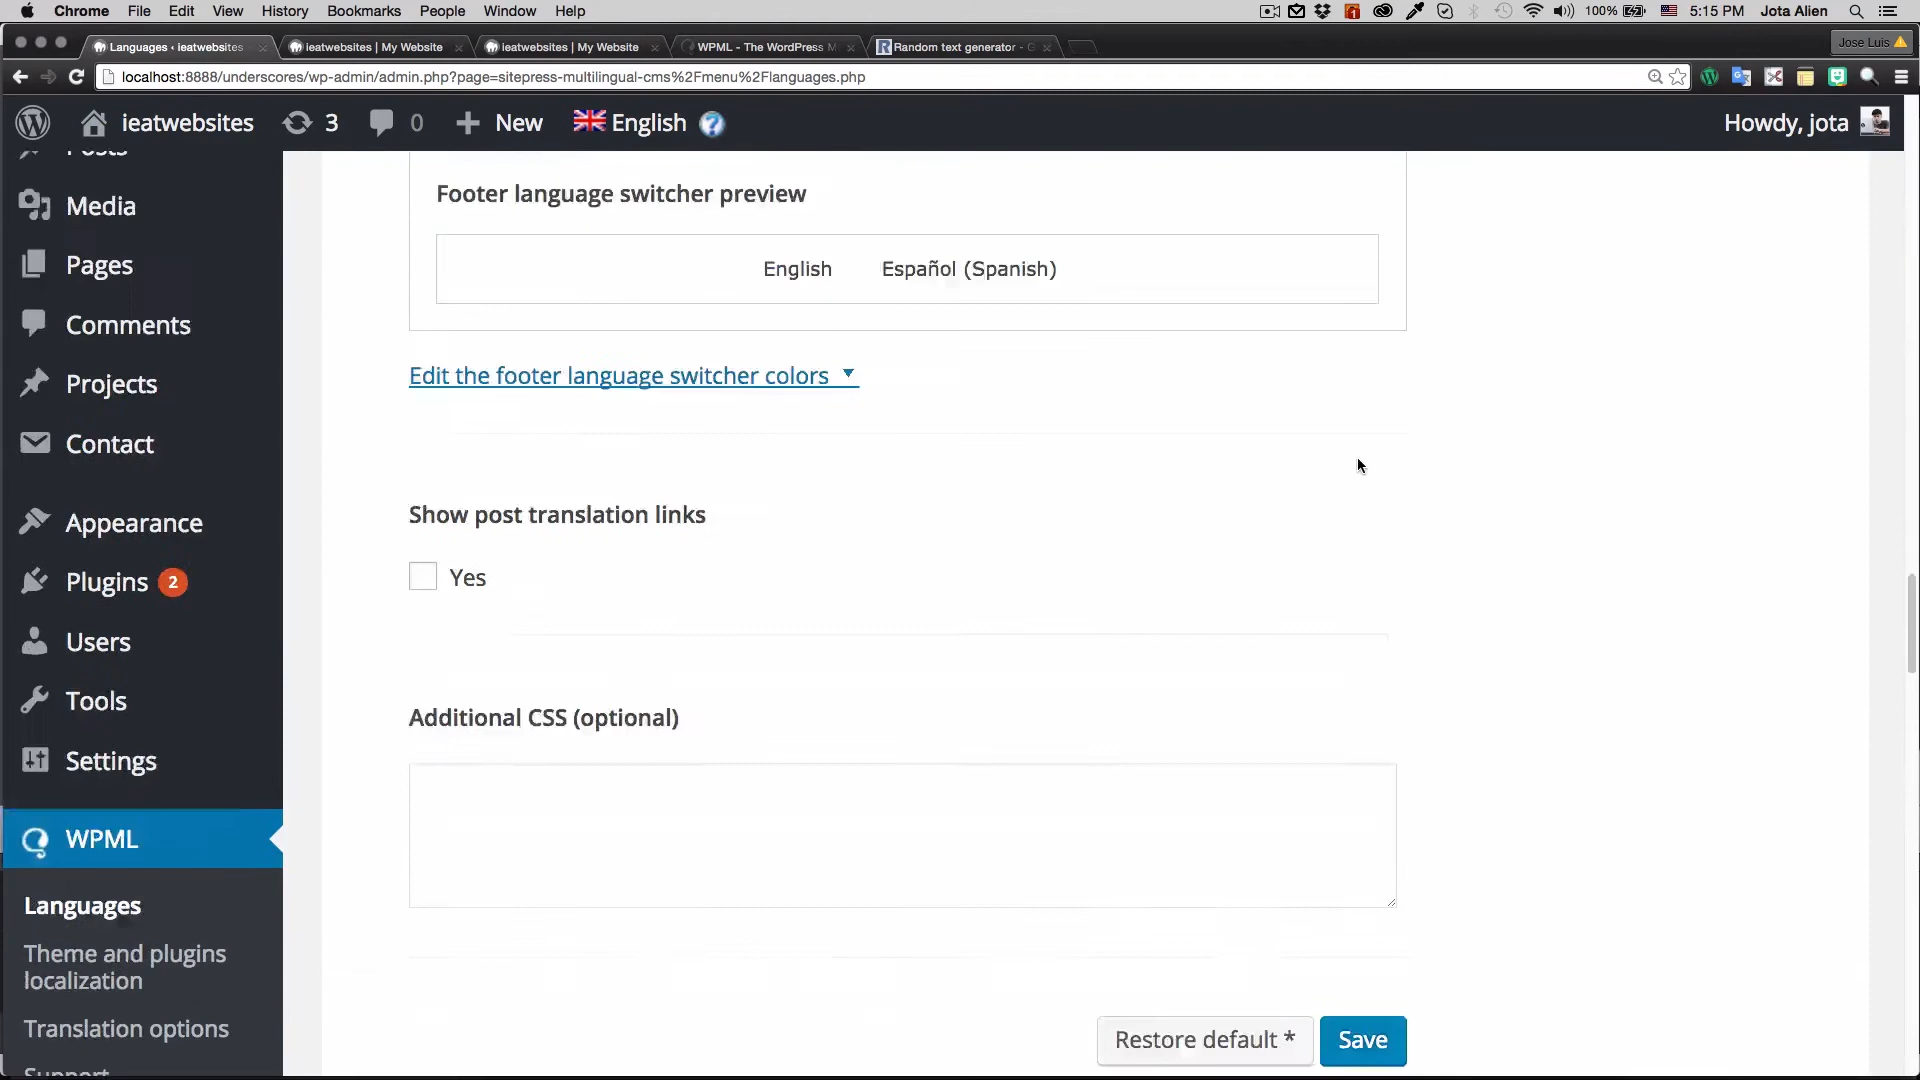 Chrome File Edit View History Bookmarks People Window Help 100% 5:15 PM Jota Alien
Languages ‹ ieatwebsites
ieatwebsites | My Website
ieatwebsites | My Website
WPML - The WordPress M
Random text generator - G
Jose Luis
localhost:8888/underscores/wp-admin/admin.php?page=sitepress-multilingual-cms%2Fmenu%2Flanguages.php
ieatwebsites 3 0 New English ? Howdy, jota
Posts
Media
Pages
Comments
Projects
Contact
Appearance
Plugins 2
Users
Tools
Settings
WPML
Languages
Theme and plugins
localization
Translation options
Support
Footer language switcher preview
English Español (Spanish)
Edit the footer language switcher colors
Show post translation links
Yes
Additional CSS (optional)
Restore default * Save